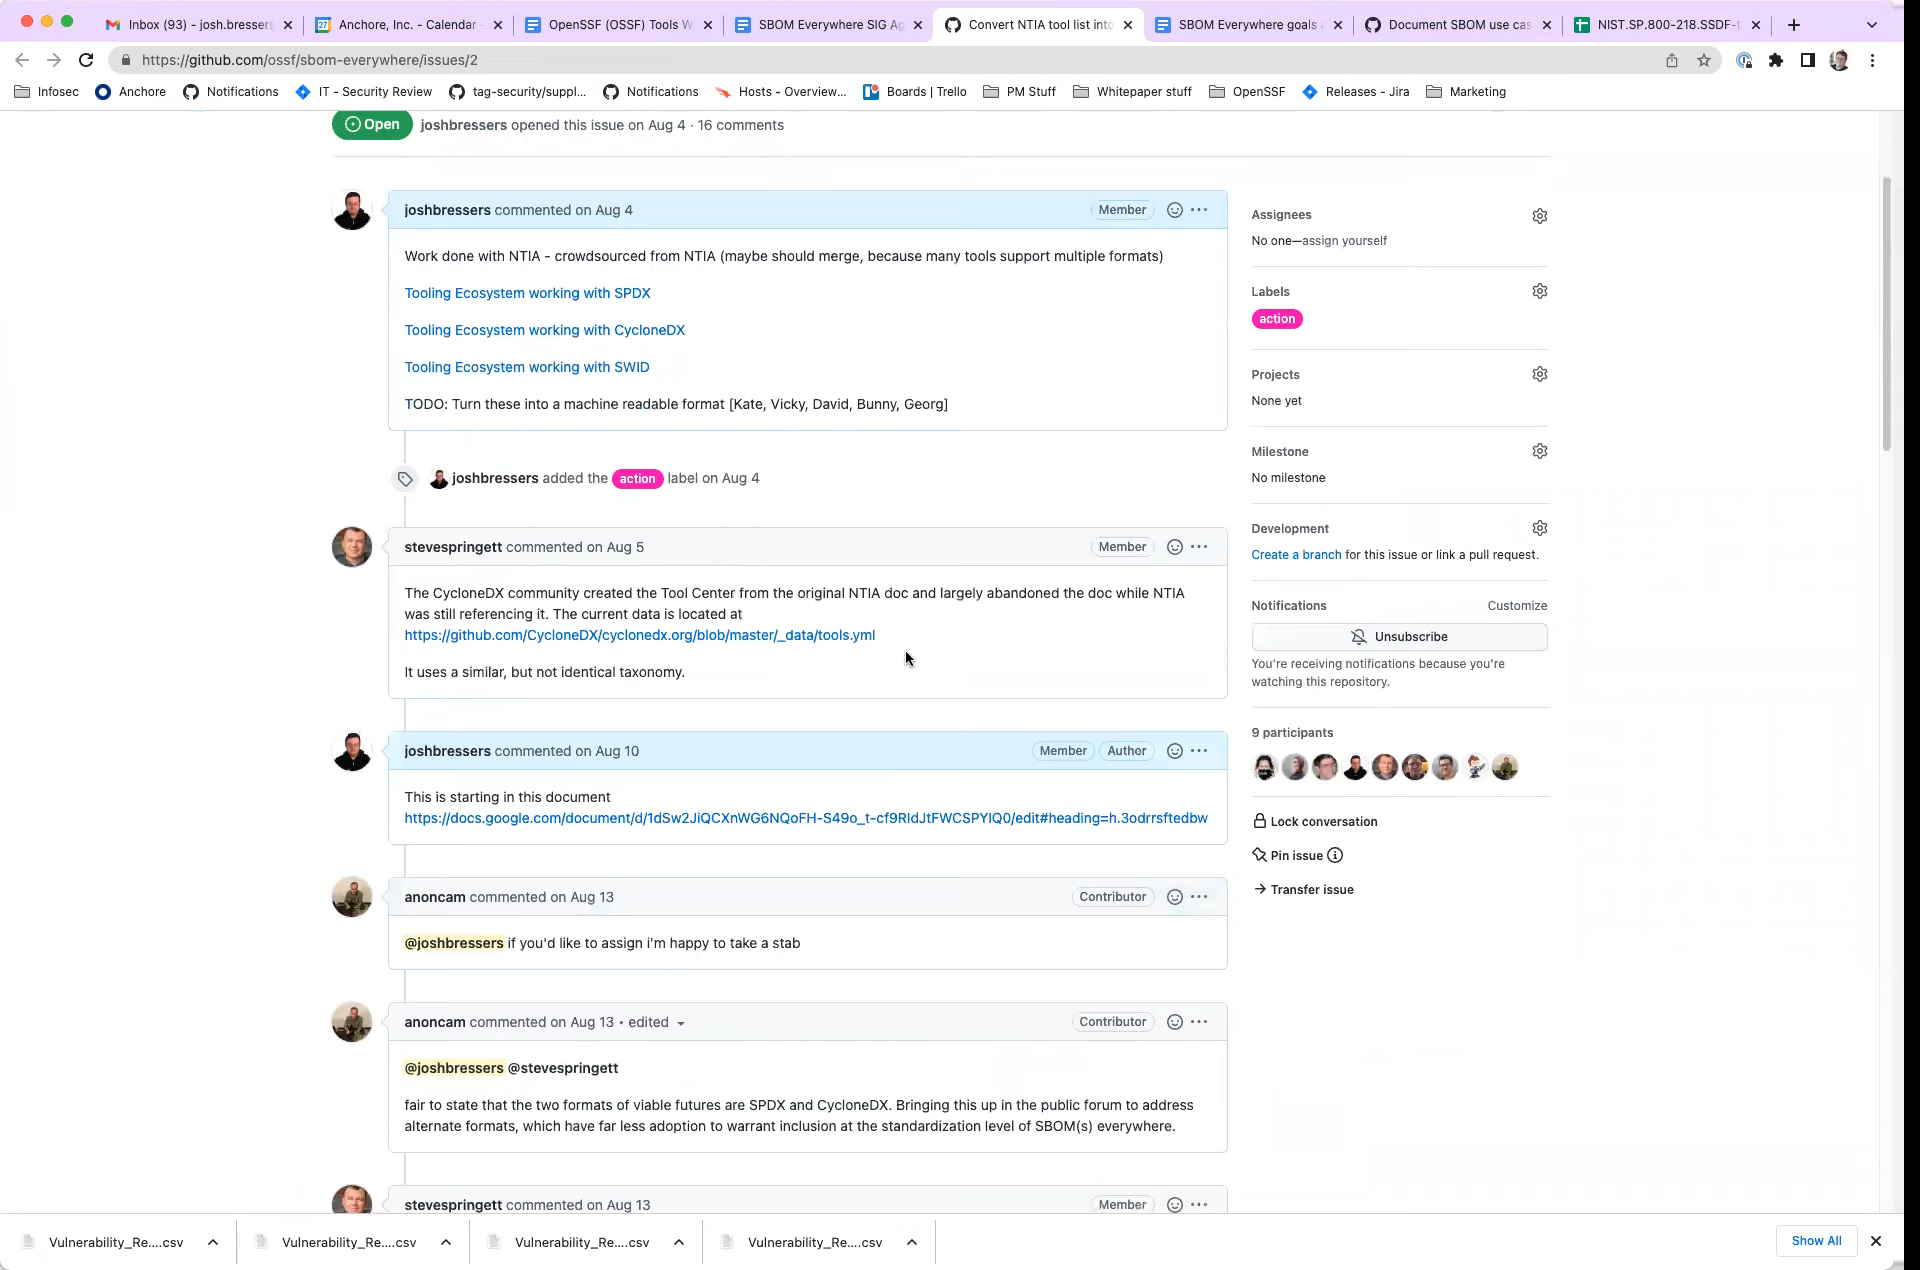 Inbox (93) - josh.bressers
Anchore, Inc. - Calendar -
OpenSSF (OSSF) Tools W
SBOM Everywhere SIG Ag
Convert NTIA tool list into
SBOM Everywhere goals
Document SBOM use cas
NIST.SP.800-218.SSDF-t
https://github.com/ossf/sbom-everywhere/issues/2
Infosec
Anchore
Notifications
IT - Security Review
tag-security/suppl...
Notifications
Hosts - Overview...
Boards | Trello
PM Stuff
Whitepaper stuff
OpenSSF
Releases - Jira
Marketing
Open joshbressers opened this issue on Aug 4 · 16 comments
joshbressers commented on Aug 4 Member
Work done with NTIA - crowdsourced from NTIA (maybe should merge, because many tools support multiple formats)
Tooling Ecosystem working with SPDX
Tooling Ecosystem working with CycloneDX
Tooling Ecosystem working with SWID
TODO: Turn these into a machine readable format [Kate, Vicky, David, Bunny, Georg]
joshbressers added the action label on Aug 4
stevespringett commented on Aug 5 Member
The CycloneDX community created the Tool Center from the original NTIA doc and largely abandoned the doc while NTIA
was still referencing it. The current data is located at
https://github.com/CycloneDX/cyclonedx.org/blob/master/_data/tools.yml
It uses a similar, but not identical taxonomy.
joshbressers commented on Aug 10 Member Author
This is starting in this document
https://docs.google.com/document/d/1dSw2JiQCXnWG6NQoFH-S49o_t-cf9RIdJtFWCSPYIQ0/edit#heading=h.3odrrsftedbw
anoncam commented on Aug 13 Contributor
@joshbressers if you'd like to assign i'm happy to take a stab
anoncam commented on Aug 13 • edited Contributor
@joshbressers @stevespringett
fair to state that the two formats of viable futures are SPDX and CycloneDX. Bringing this up in the public forum to address
alternate formats, which have far less adoption to warrant inclusion at the standardization level of SBOM(s) everywhere.
stevespringett commented on Aug 13 Member
Assignees
No one—assign yourself
Labels
action
Projects
None yet
Milestone
No milestone
Development
Create a branch for this issue or link a pull request.
Notifications Customize
Unsubscribe
You're receiving notifications because you're
watching this repository.
9 participants
Lock conversation
Pin issue
Transfer issue
Vulnerability_Re....csv
Vulnerability_Re....csv
Vulnerability_Re....csv
Vulnerability_Re....csv
Show All